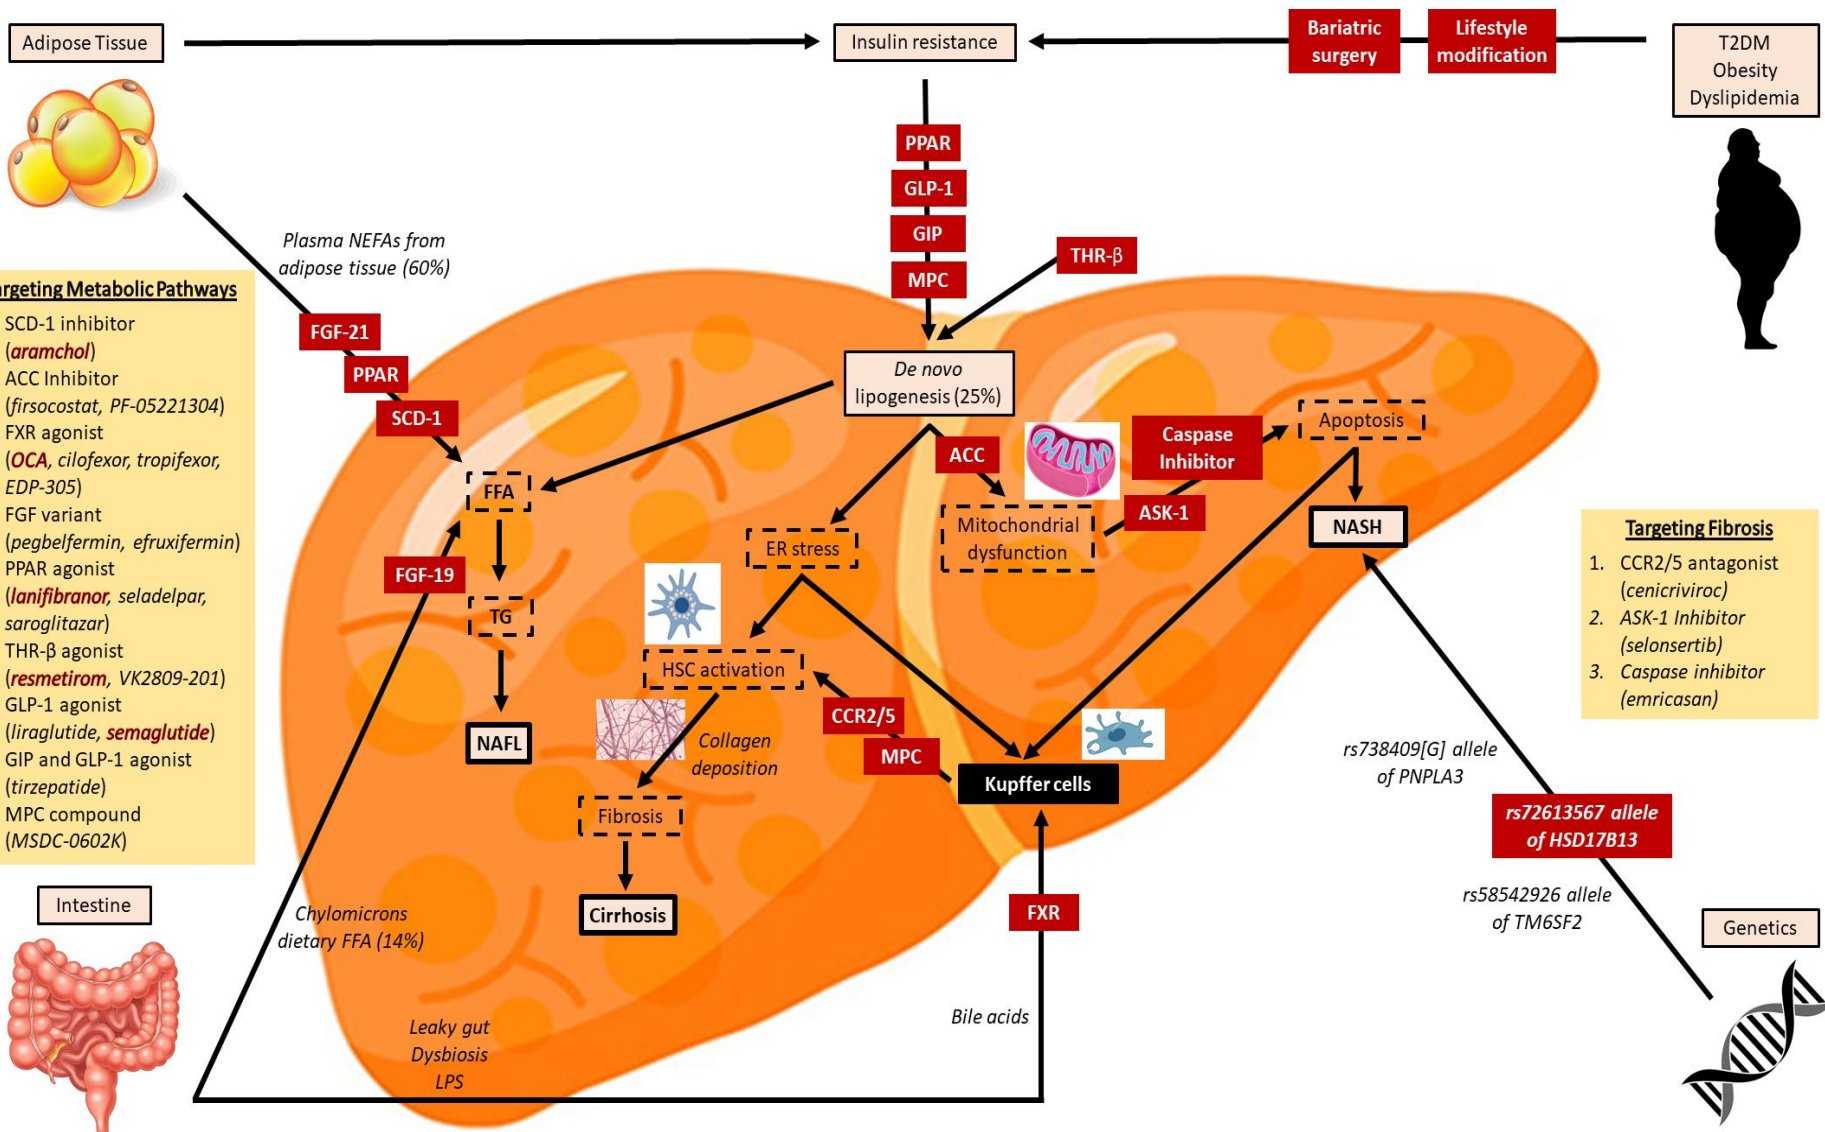 Adipose Tissue
Insulin resistance
Bariatric
surgery
Lifestyle
modification
T2DM
Obesity
Dyslipidemia
PPAR
GLP-1
GIP
MPC
THR-β
Plasma NEFAs from
adipose tissue (60%)
FGF-21
PPAR
SCD-1
argeting Metabolic Pathways
SCD-1 inhibitor
(aramchol)
ACC Inhibitor
(firsocostat, PF-05221304)
FXR agonist
(OCA, cilofexor, tropifexor,
EDP-305)
FGF variant
(pegbelfermin, efruxifermin)
PPAR agonist
(lanifibranor, seladelpar,
saroglitazar)
THR-β agonist
(resmetirom, VK2809-201)
GLP-1 agonist
(liraglutide, semaglutide)
GIP and GLP-1 agonist
(tirzepatide)
MPC compound
(MSDC-0602K)
De novo
lipogenesis (25%)
ACC
Caspase
Inhibitor
Apoptosis
FFA
ASK-1
NASH
Mitochondrial
dysfunction
ER stress
FGF-19
TG
HSC activation
NAFL
CCR2/5
MPC
Collagen
deposition
Kupffer cells
Fibrosis
Cirrhosis
Targeting Fibrosis
1. CCR2/5 antagonist
(cenicriviroc)
2. ASK-1 Inhibitor
(selonsertib)
3. Caspase inhibitor
(emricasan)
rs738409[G] allele
of PNPLA3
rs72613567 allele
of HSD17B13
rs58542926 allele
of TM6SF2
Genetics
Intestine
Chylomicrons
dietary FFA (14%)
FXR
Bile acids
Leaky gut
Dysbiosis
LPS